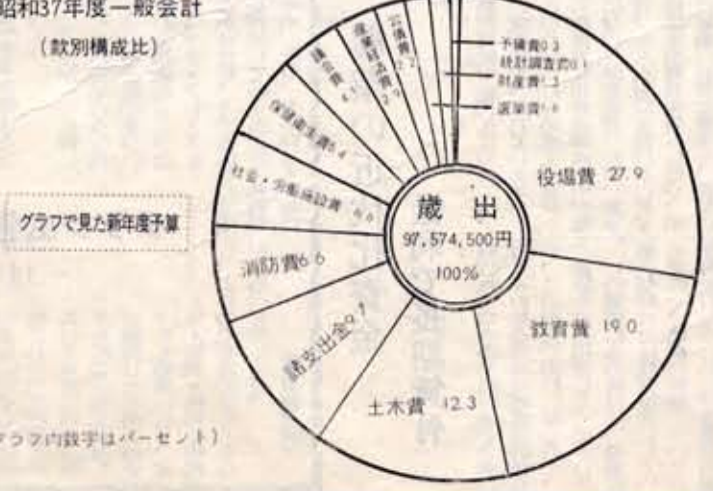 昭和37年度一般会計
(款別構成比)
グラフで見た新年度予算
歳出
97,574,500円
100%
役場費 27.9
教育費 19.0
土木費 12.3
諸支出金9.7
消防費6.6
社会・労働施設費
保健衛生費6.4
議会費
産業経済費2.9
公債費2.2
予備費0.3
統計調査費0.1
財産費1.3
選挙費
グラフ内数字はパーセント)